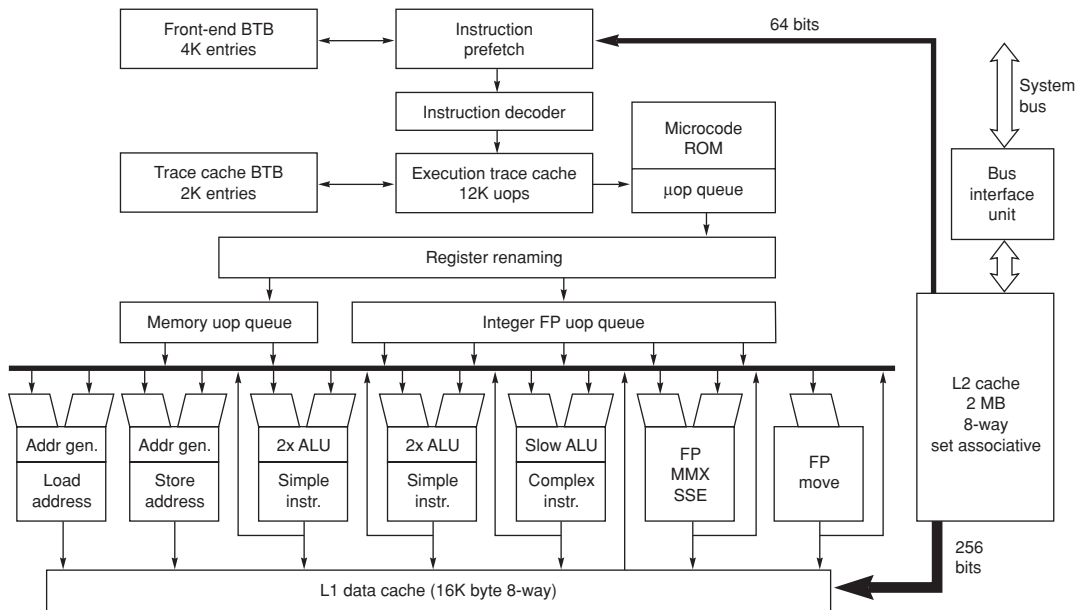 Front-end BTB
4K entries
Instruction
prefetch
64 bits
System
bus
Instruction decoder
Microcode
ROM
Trace cache BTB
2K entries
Execution trace cache
12K uops
μop queue
Bus
interface
unit
Register renaming
Memory uop queue
Integer FP uop queue
L2 cache
2 MB
8-way
set associative
Addr gen.
Load
address
Addr gen.
Store
address
2x ALU
Simple
instr.
2x ALU
Simple
instr.
Slow ALU
Complex
instr.
FP
MMX
SSE
FP
move
256
bits
L1 data cache (16K byte 8-way)